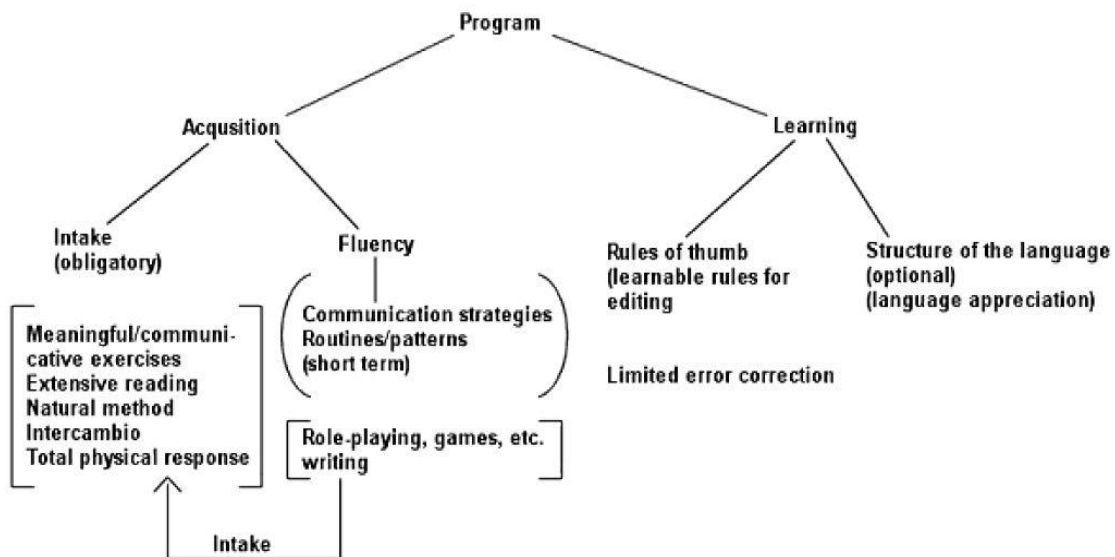 Program
Acqusition
Learning
Intake
(obligatory)
Fluency
Rules of thumb
(learnable rules for
editing
Structure of the language
(optional)
(language appreciation)
Meaningful/communi-
cative exercises
Extensive reading
Natural method
Intercambio
Total physical response
Communication strategies
Routines/patterns
(short term)
Limited error correction
Role-playing, games, etc.
writing
Intake